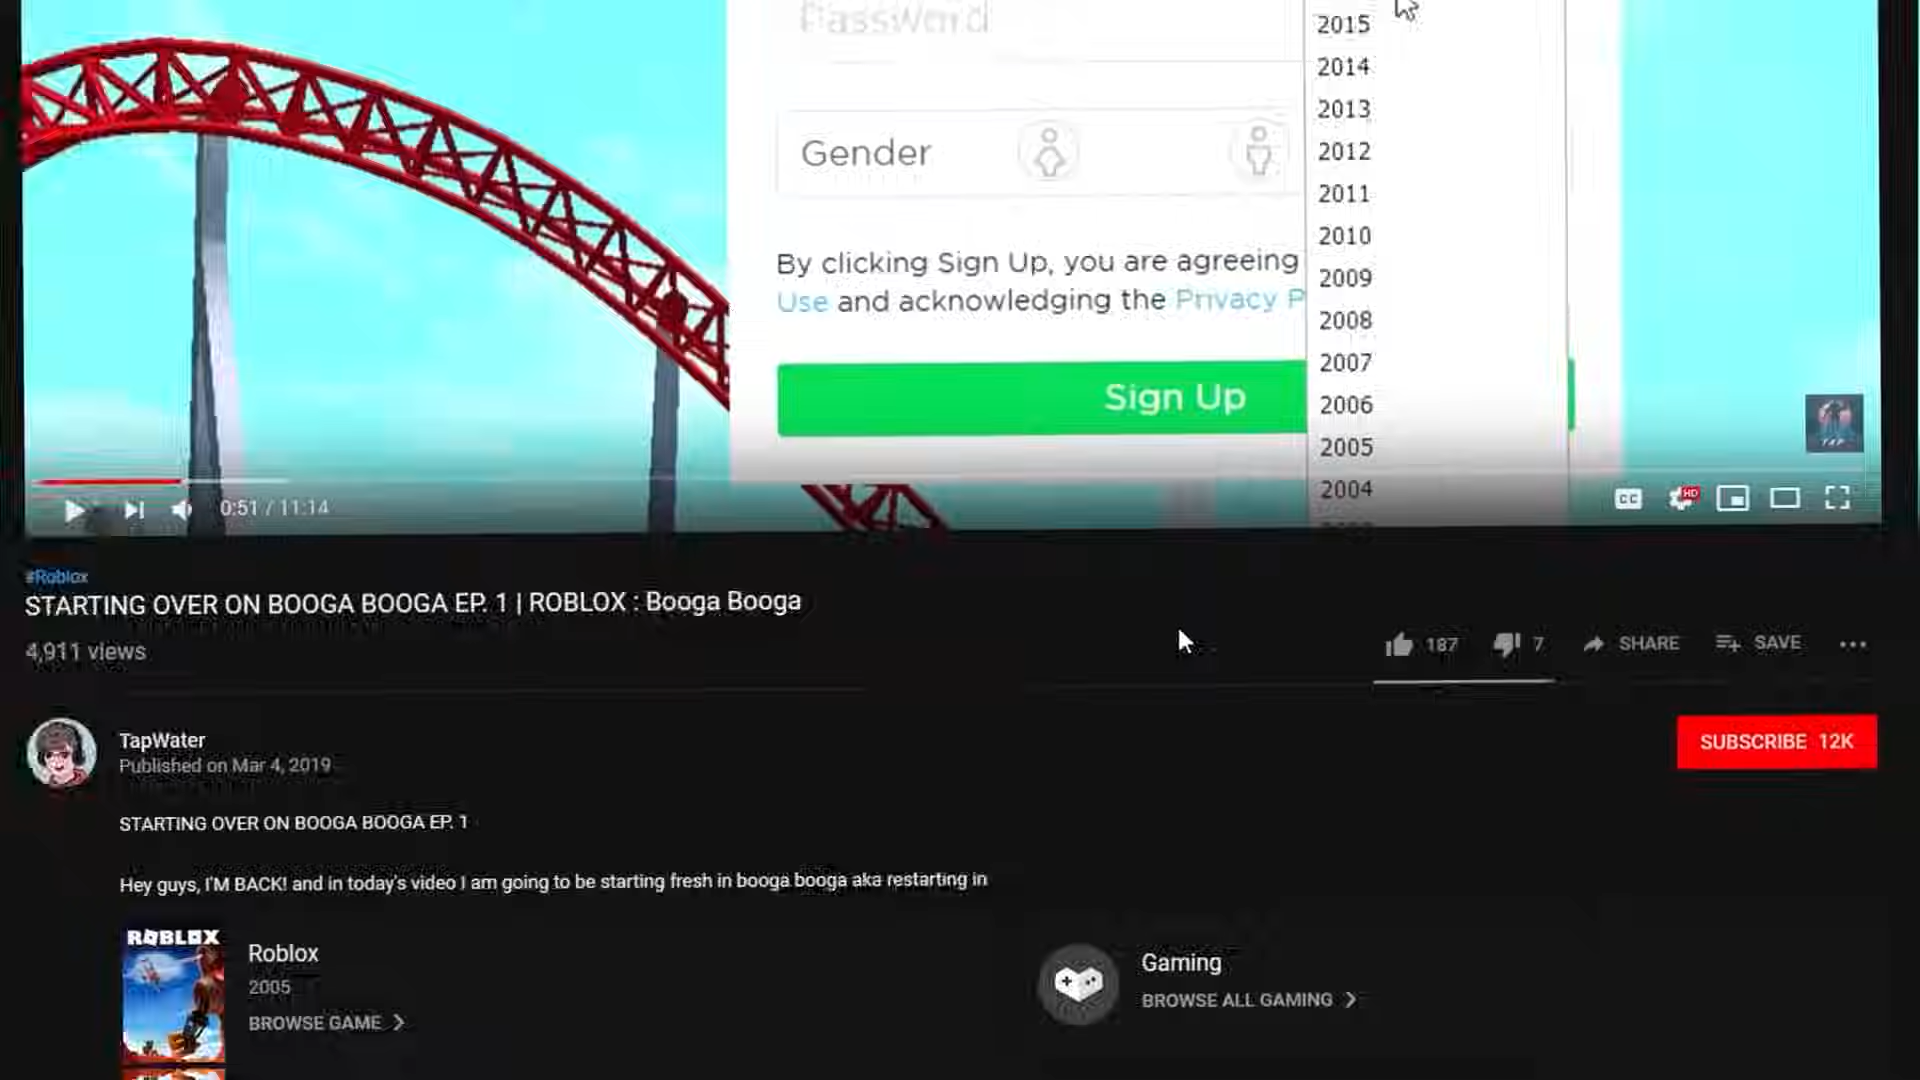 Password
2015
2014
2013
Gender
2012
2011
2010
By clicking Sign Up, you are agreeing
2009
Use and acknowledging the Privacy P
2008
2007
Sign Up
2006
2005
2004
TAP
0:51 / 11:14
CC
HD
#Roblox
STARTING OVER ON BOOGA BOOGA EP. 1 | ROBLOX : Booga Booga
4,911 views
187
7
SHARE
SAVE
TapWater
Published on Mar 4, 2019
SUBSCRIBE 12K
STARTING OVER ON BOOGA BOOGA EP. 1
Hey guys, I'M BACK! and in today's video I am going to be starting fresh in booga booga aka restarting in
ROBLOX
Roblox
2005
BROWSE GAME
Gaming
BROWSE ALL GAMING